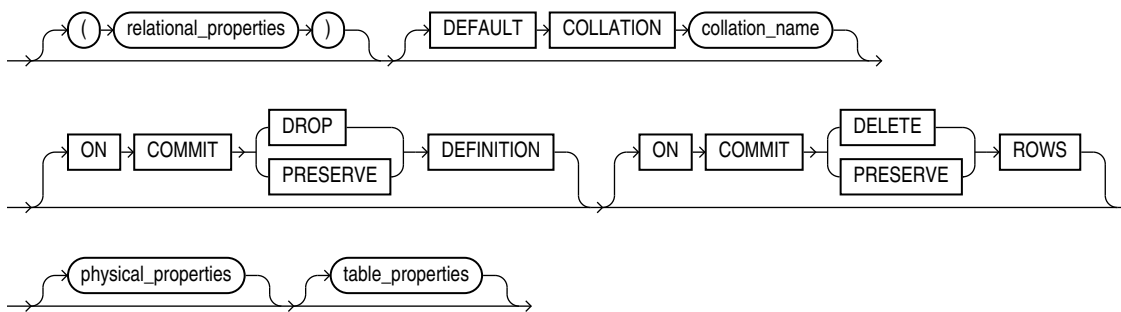 ( relational_properties ) DEFAULT COLLATION collation_name
DROP DELETE
ON COMMIT DEFINITION ON COMMIT ROWS
PRESERVE PRESERVE
physical_properties table_properties